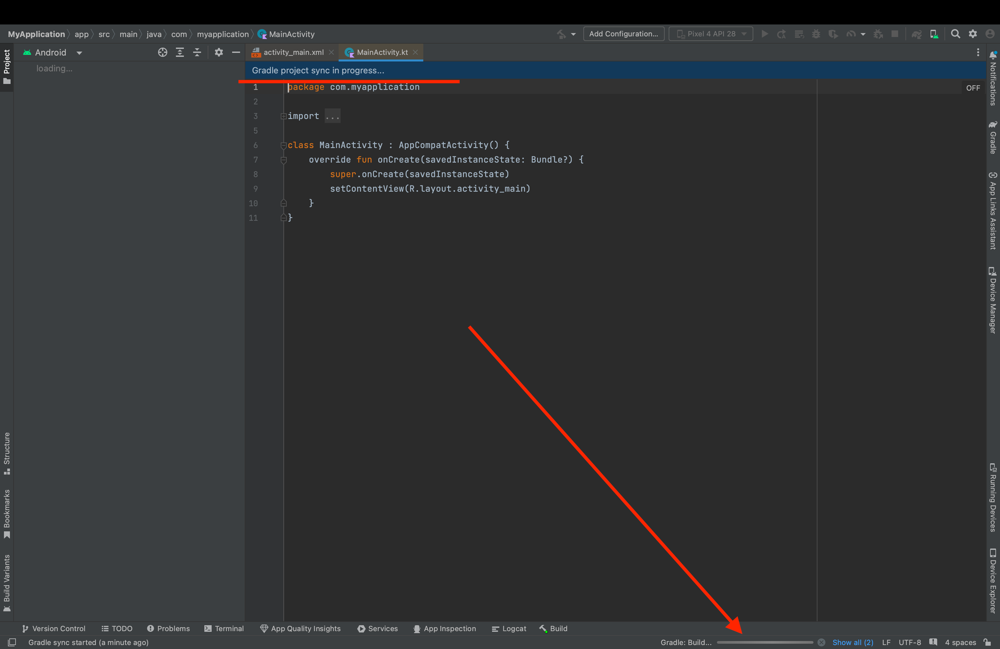 MyApplication app src main java com myapplication MainActivity
Add Configuration... Pixel 4 API 28
Project
Android
activity_main.xml MainActivity.kt
loading...
Gradle project sync in progress...
OFF
1 package com.myapplication
2
3 import ...
5
6 class MainActivity : AppCompatActivity() {
7 override fun onCreate(savedInstanceState: Bundle?) {
8 super.onCreate(savedInstanceState)
9 setContentView(R.layout.activity_main)
10 }
11 }
Structure
Bookmarks
Build Variants
Notifications
Gradle
App Links Assistant
Device Manager
Running Devices
Device Explorer
Version Control TODO Problems Terminal App Quality Insights Services App Inspection Logcat Build
Gradle sync started (a minute ago) Gradle: Build... Show all (2) LF UTF-8 4 spaces